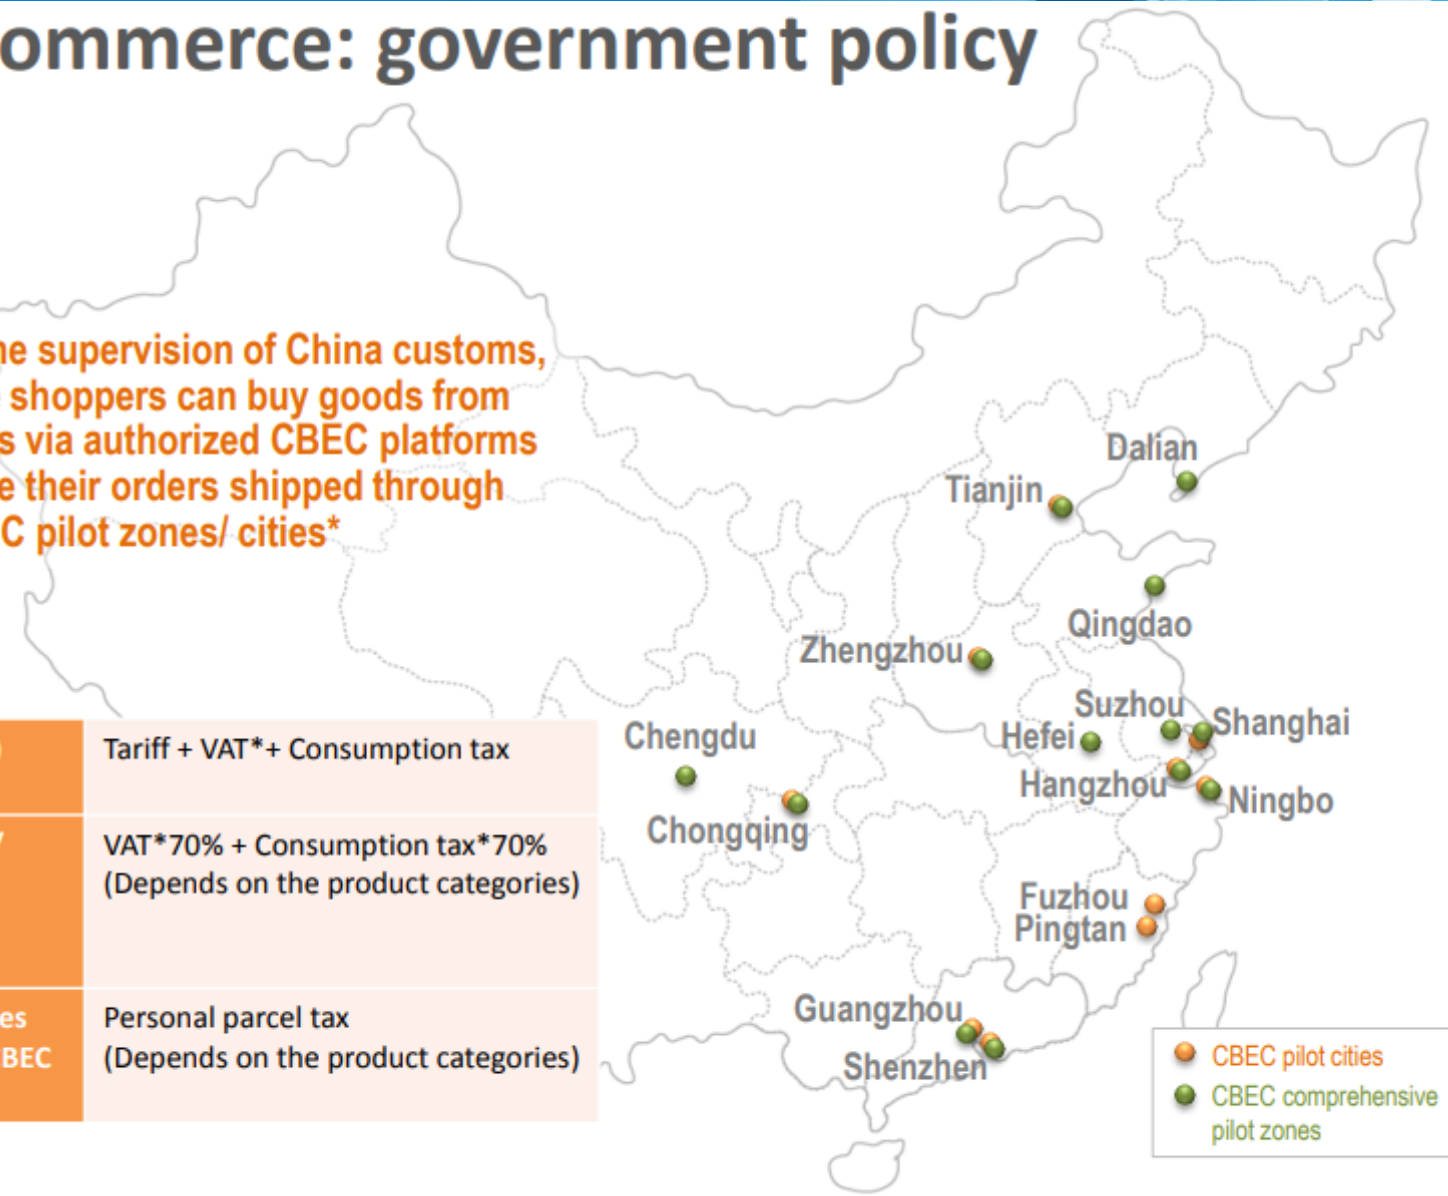 ommerce: government policy
he supervision of China customs,
shoppers can buy goods from
s via authorized CBEC platforms
e their orders shipped through
C pilot zones/ cities*
Tariff + VAT*+ Consumption tax
VAT*70% + Consumption tax*70%
(Depends on the product categories)
es
BEC
Personal parcel tax
(Depends on the product categories)
Dalian
Tianjin
Qingdao
Zhengzhou
Suzhou
Shanghai
Hefei
Chengdu
Hangzhou
Ningbo
Chongqing
Fuzhou
Pingtan
Guangzhou
Shenzhen
CBEC pilot cities
CBEC comprehensive
pilot zones